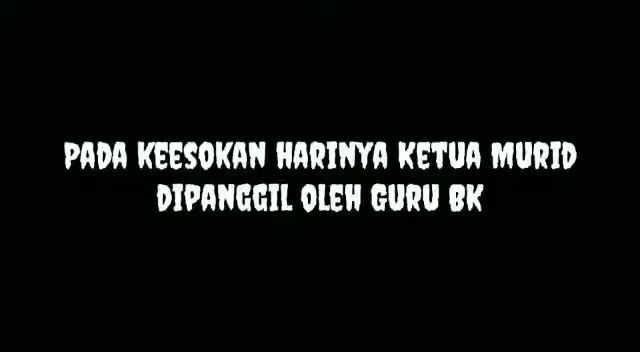 PADA KEESOKAN HARINYA KETUA MURID
DIPANGGIL OLEH GURU BK